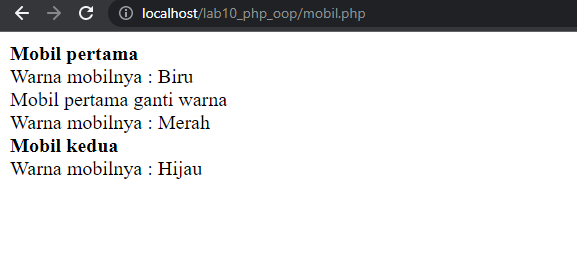 localhost/lab10_php_oop/mobil.php
Mobil pertama
Warna mobilnya : Biru
Mobil pertama ganti warna
Warna mobilnya : Merah
Mobil kedua
Warna mobilnya : Hijau